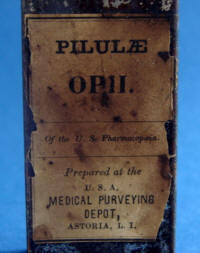 PILULÆ
OPII.
Of the U. S. Pharmacopœia.
Prepared at the
U. S. A.
MEDICAL PURVEYING
DEPOT,
ASTORIA, L. I.